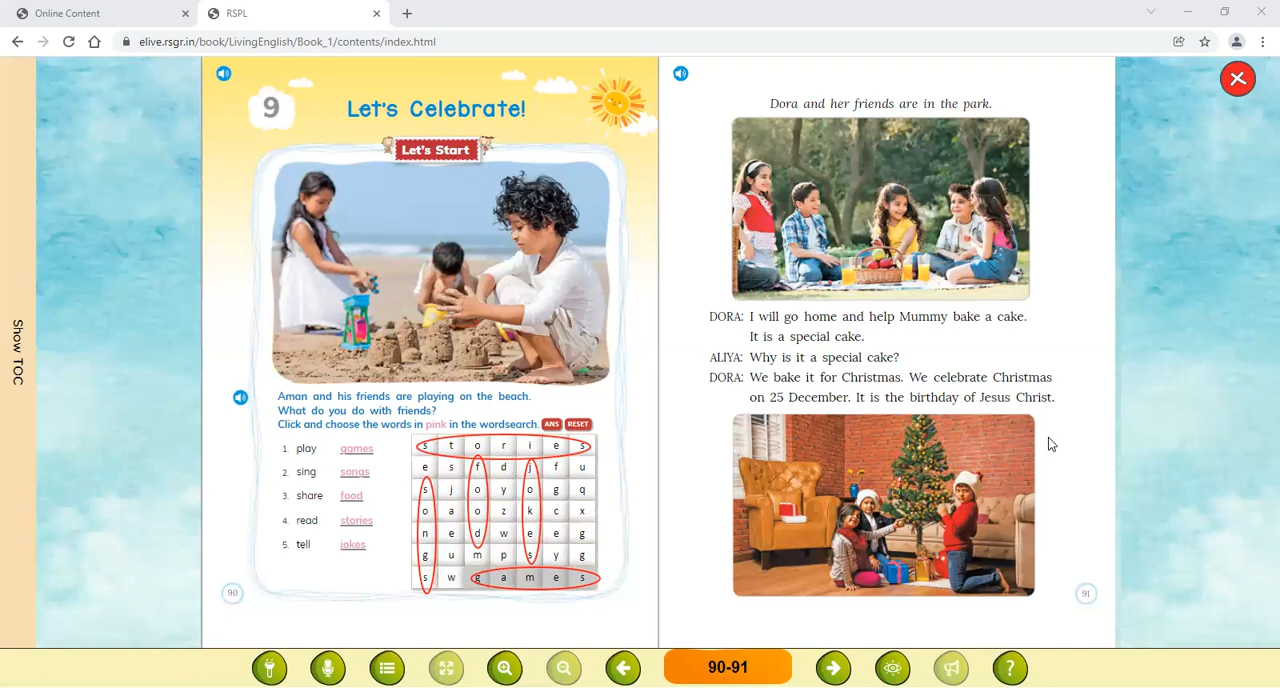 Online Content
RSPL
elive.rsgr.in/book/LivingEnglish/Book_1/contents/index.html
Show TOC
9
Let's Celebrate!
Let's Start
Aman and his friends are playing on the beach.
What do you do with friends?
Click and choose the words in pink in the wordsearch. ANS RESET
1. play games
2. sing songs
3. share food
4. read stories
5. tell jokes
s t o r i e s
e s f d j f u
s j o y o g q
o a o z k c x
n e d w e e g
g u m p s y g
s w g a m e s
90
Dora and her friends are in the park.
DORA: I will go home and help Mummy bake a cake.
It is a special cake.
ALIYA: Why is it a special cake?
DORA: We bake it for Christmas. We celebrate Christmas
on 25 December. It is the birthday of Jesus Christ.
91
90-91
?